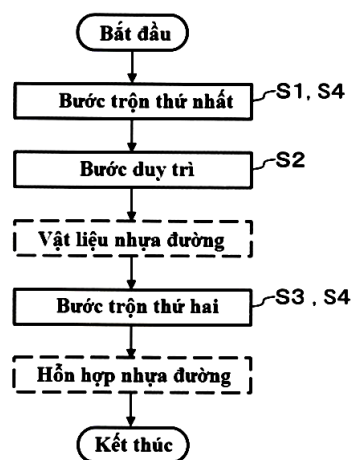 Bắt đầu
Bước trộn thứ nhất S1, S4
Bước duy trì S2
Vật liệu nhựa đường
Bước trộn thứ hai S3 , S4
Hỗn hợp nhựa đường
Kết thúc